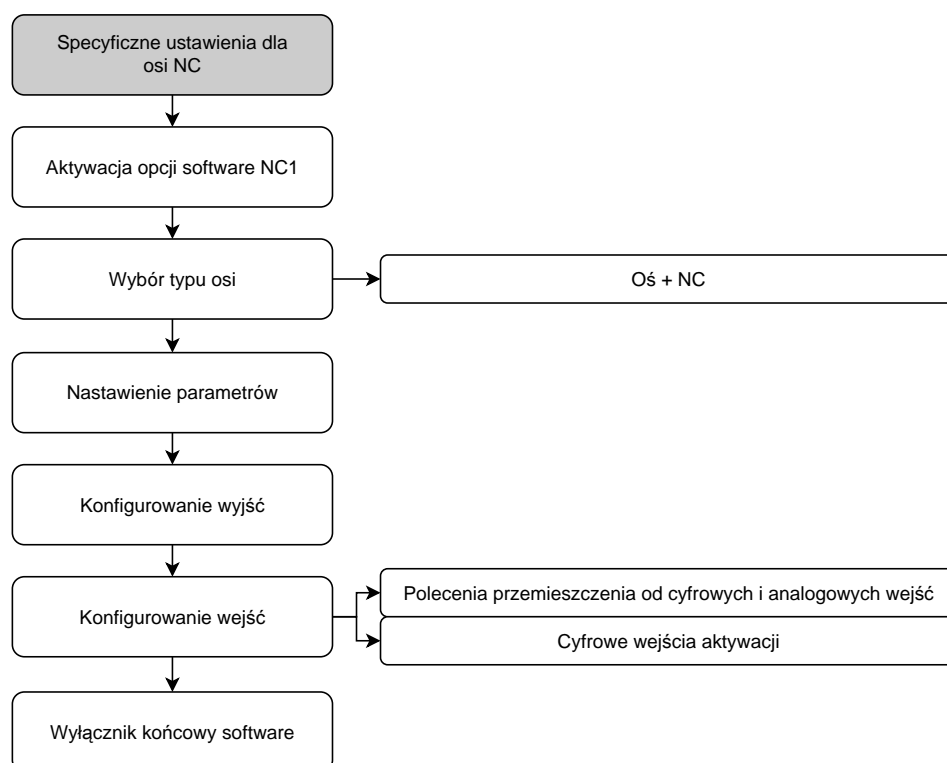 Specyficzne ustawienia dla
osi NC
Aktywacja opcji software NC1
Wybór typu osi
Oś + NC
Nastawienie parametrów
Konfigurowanie wyjść
Konfigurowanie wejść
Polecenia przemieszczenia od cyfrowych i analogowych wejść
Cyfrowe wejścia aktywacji
Wyłącznik końcowy software